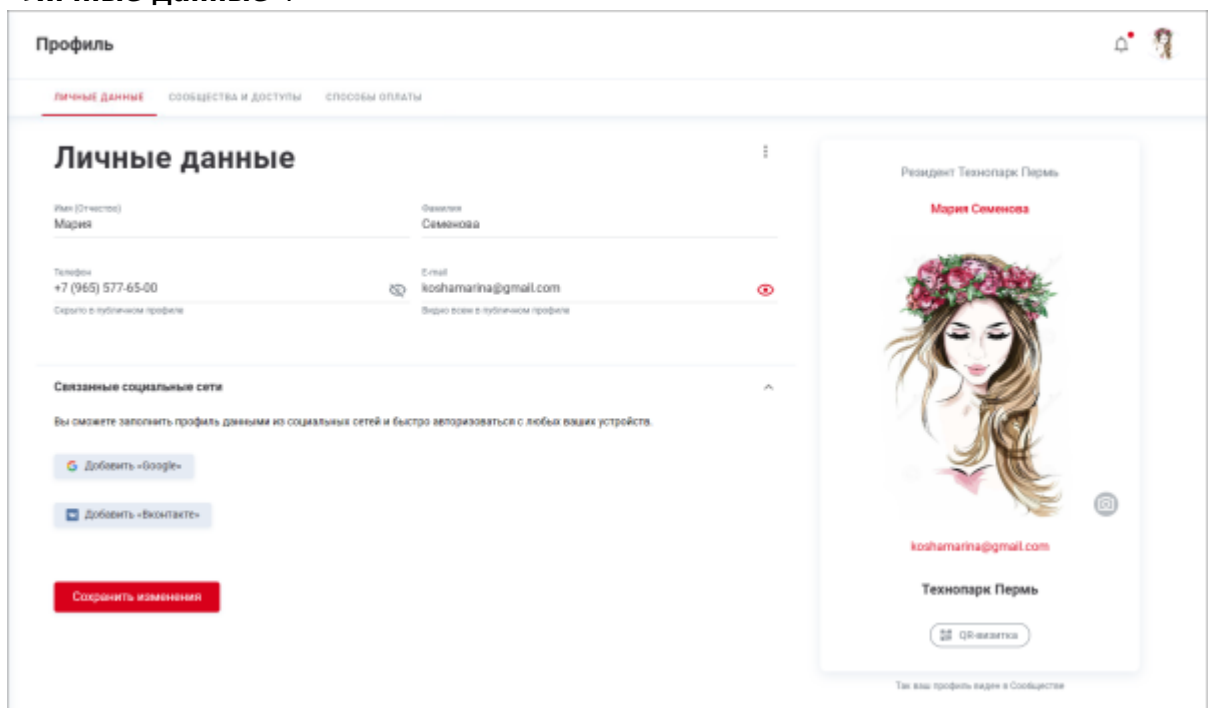 Профиль
ЛИЧНЫЕ ДАННЫЕ СООБЩЕСТВА И ДОСТУПЫ СПОСОБЫ ОПЛАТЫ
Личные данные
Резидент Технопарк Пермь
Имя (Отчество) Фамилия
Мария Семенова
Мария Семенова
Телефон E-mail
+7 (965) 577-65-00 koshamarina@gmail.com
Скрыто в публичном профиле Видно всем в публичном профиле
Связанные социальные сети
Вы сможете заполнить профиль данными из социальных сетей и быстро авторизоваться с любых ваших устройств.
Добавить «Google»
Добавить «Вконтакте»
Сохранить изменения
koshamarina@gmail.com
Технопарк Пермь
QR-визитка
Так ваш профиль виден в Сообществе